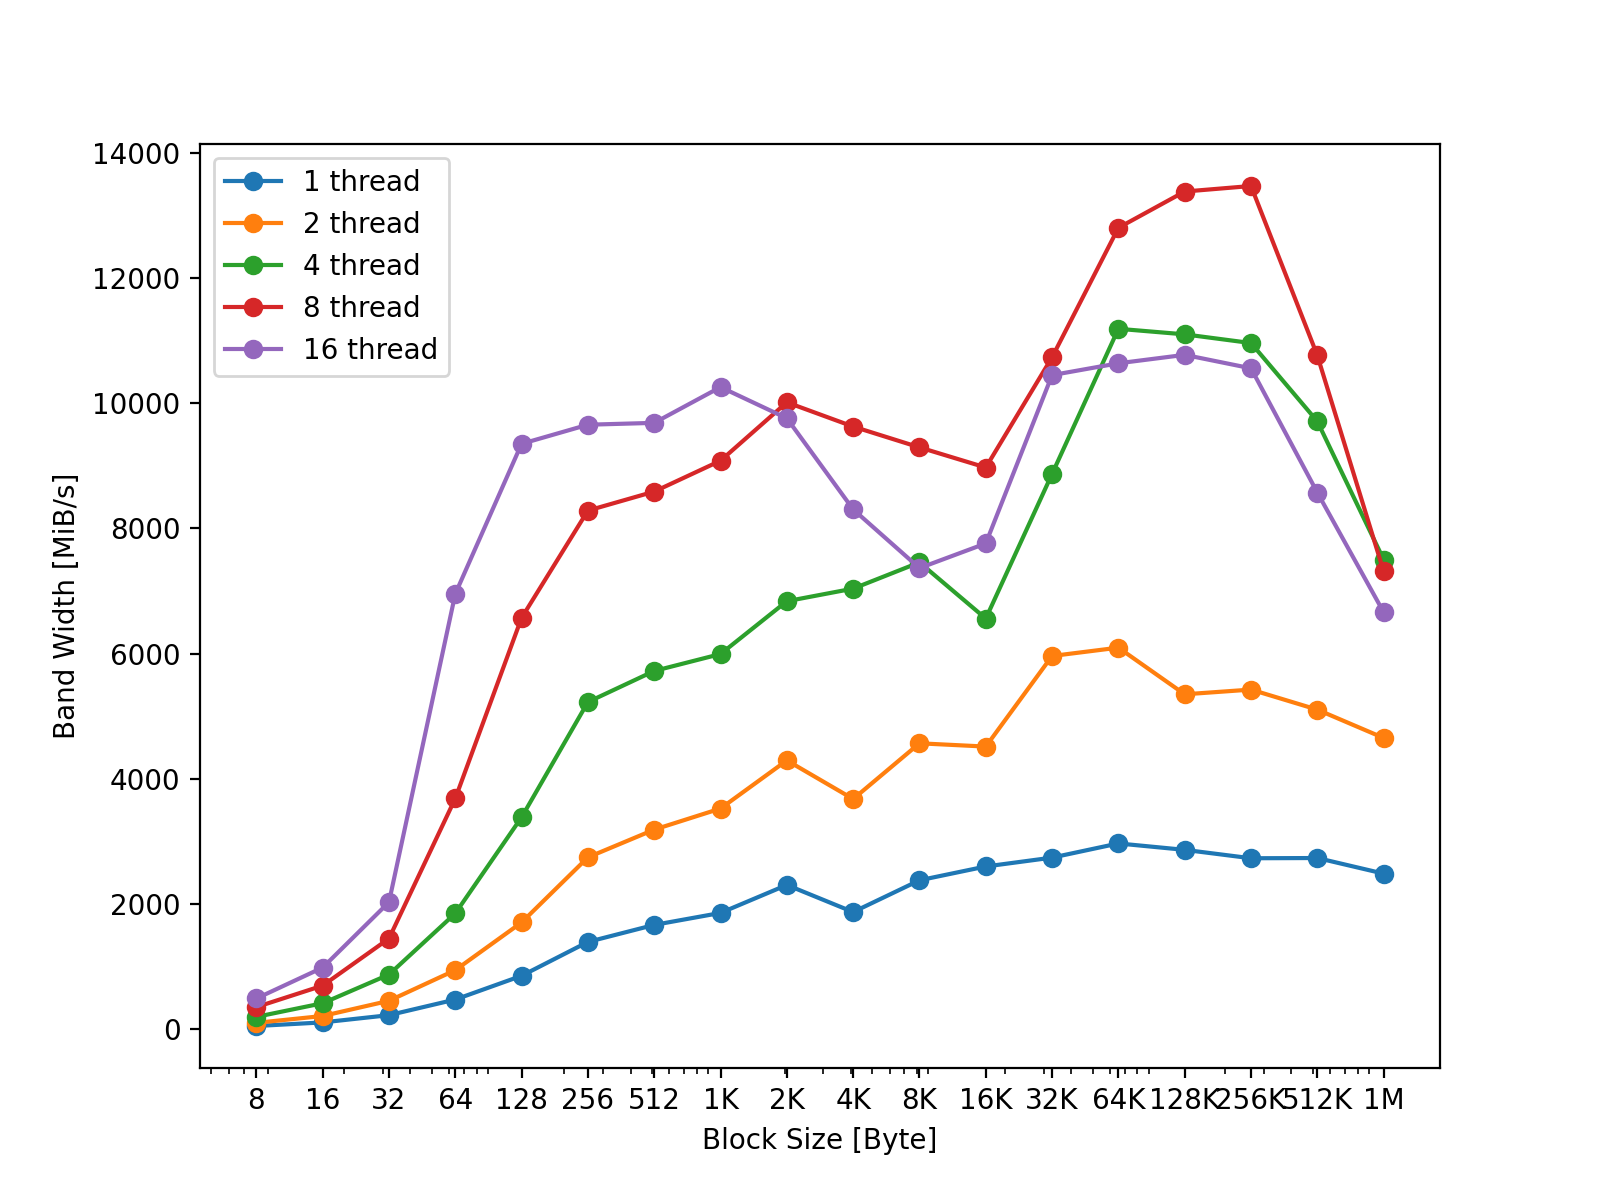 14000
12000
10000
8000
6000
4000
2000
0
Band Width [MiB/s]
1 thread
2 thread
4 thread
8 thread
16 thread
8 16 32 64 128 256 512 1K 2K 4K 8K 16K 32K 64K 128K 256K 512K 1M
Block Size [Byte]